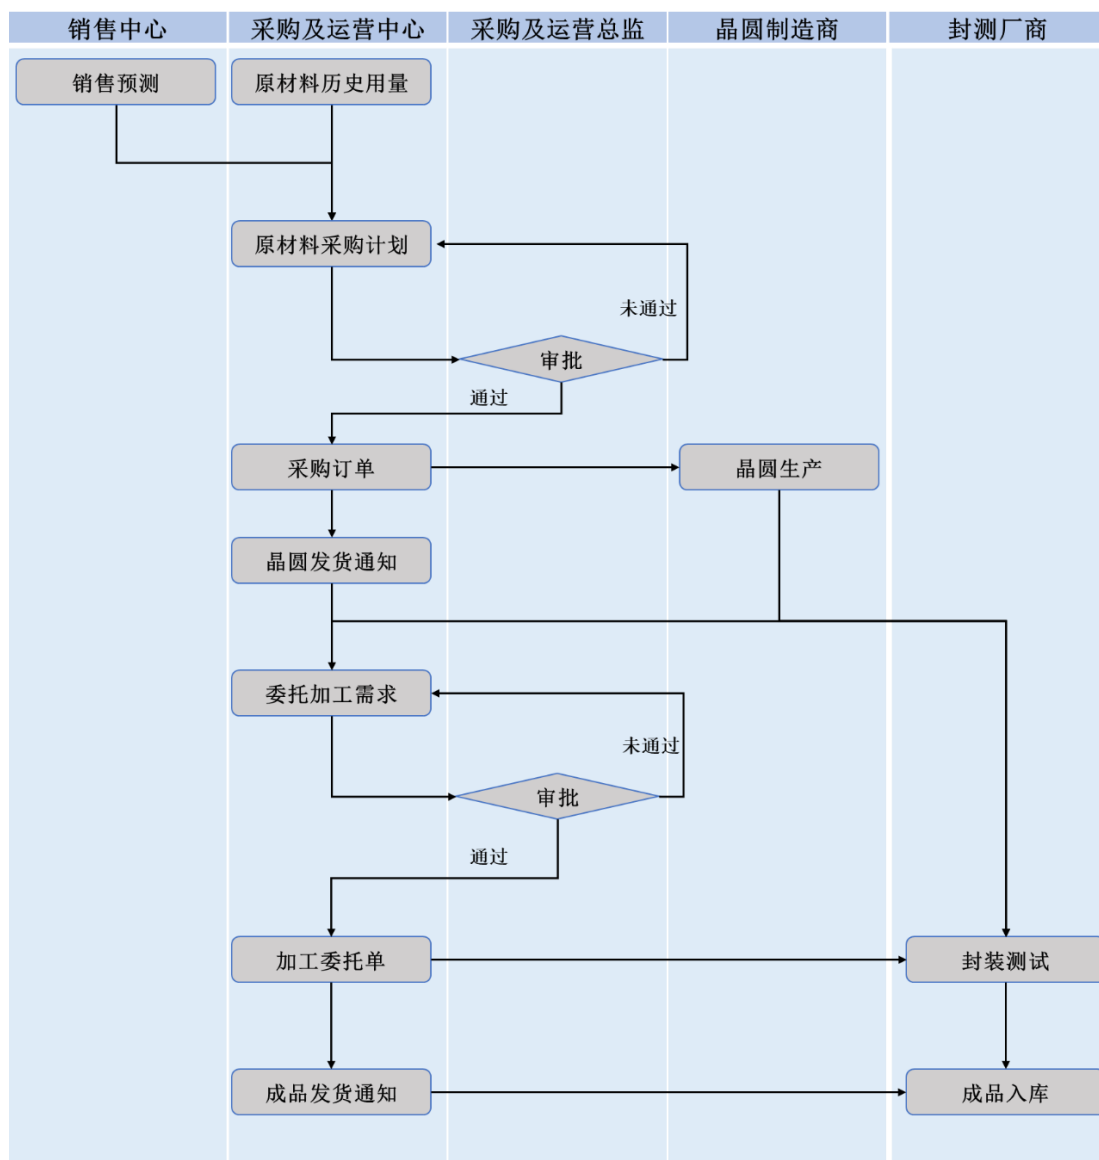 销售中心
采购及运营中心
采购及运营总监
晶圆制造商
封测厂商
销售预测
原材料历史用量
原材料采购计划
未通过
审批
通过
采购订单
晶圆生产
晶圆发货通知
委托加工需求
未通过
审批
通过
加工委托单
封装测试
成品发货通知
成品入库